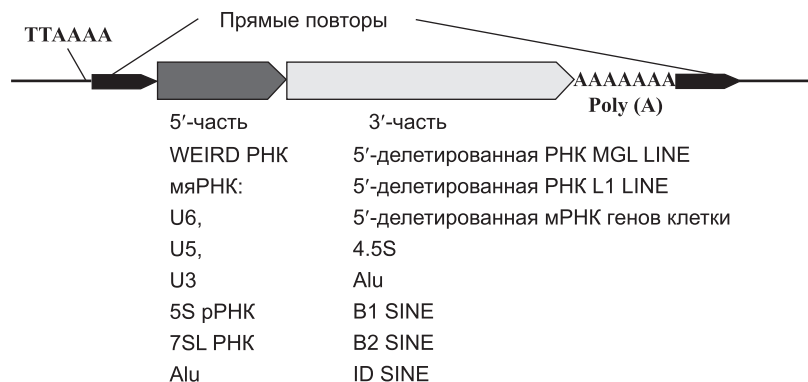 Прямые повторы
TTAAAA
AAAAAAA
Poly (A)
5′-часть 3′-часть
WEIRD РНК 5′-делетированная РНК MGL LINE
мяРНК: 5′-делетированная РНК L1 LINE
U6, 5′-делетированная мРНК генов клетки
U5, 4.5S
U3 Alu
5S рРНК B1 SINE
7SL РНК B2 SINE
Alu ID SINE